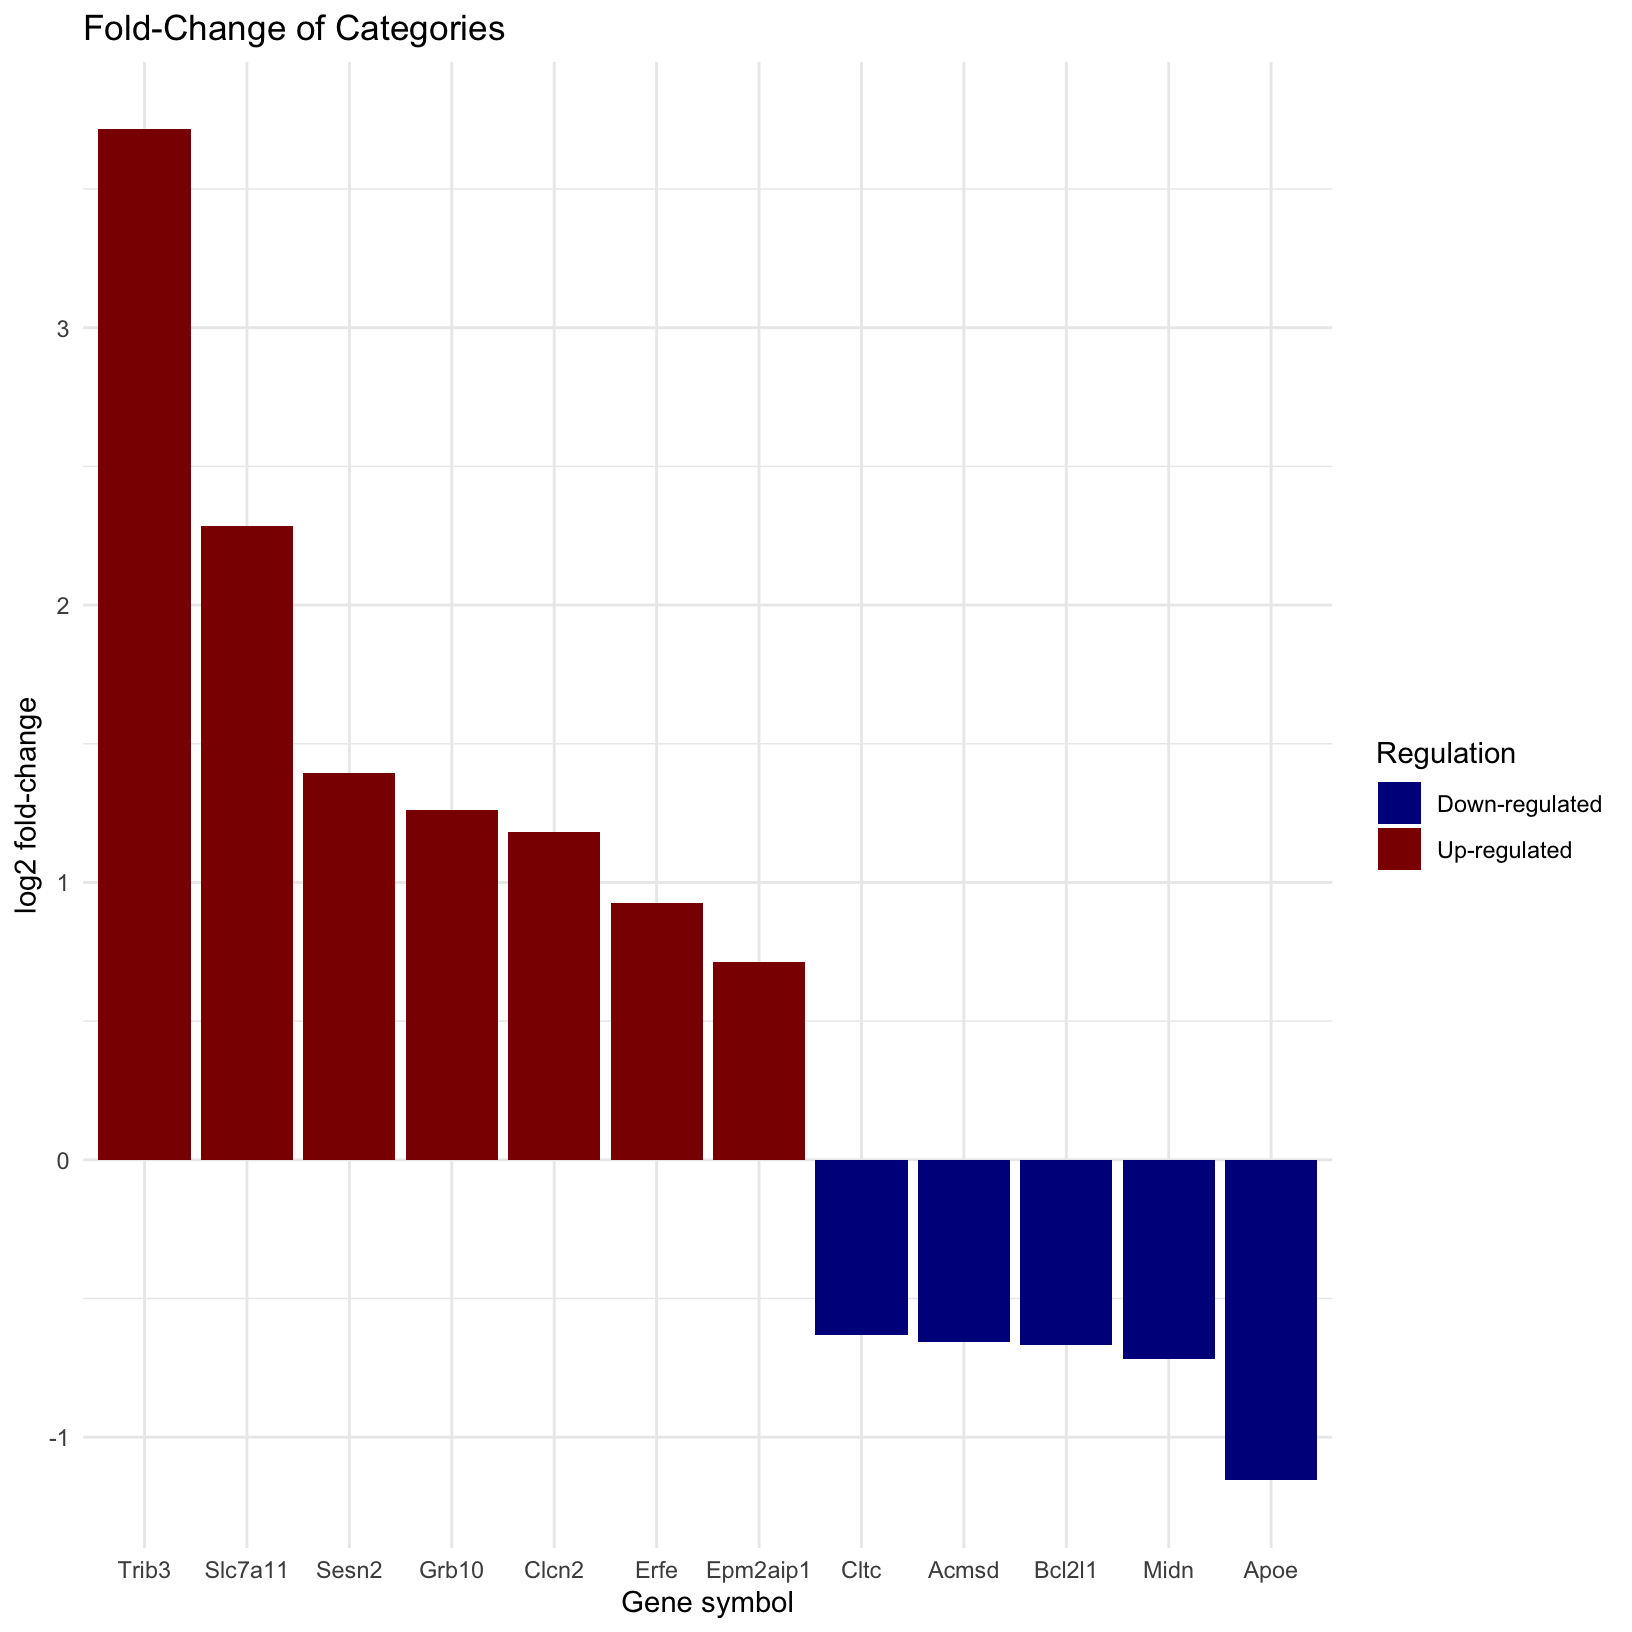 Fold-Change of Categories
log2 fold-change
3
2
1
0
-1
Trib3 Slc7a11 Sesn2 Grb10 Clcn2 Erfe Epm2aip1 Cltc Acmsd Bcl2l1 Midn Apoe
Gene symbol
Regulation
Down-regulated
Up-regulated